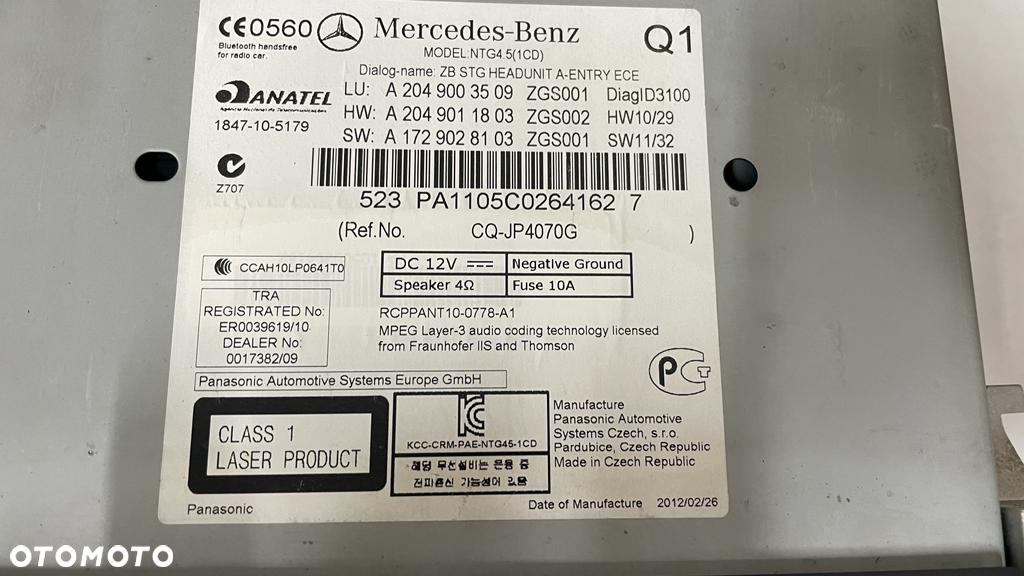 CE0560 Mercedes-Benz Q1
Bluetooth handsfree
for radio car.
MODEL:NTG4.5(1CD)
Dialog-name: ZB STG HEADUNIT A-ENTRY ECE
LU: A 204 900 35 09 ZGS001 DiagID3100
ANATEL
Agência Nacional de Telecomunicações
HW: A 204 901 18 03 ZGS002 HW10/29
1847-10-5179
SW: A 172 902 81 03 ZGS001 SW11/32
Z707
523 PA1105C0264162 7
(Ref.No. CQ-JP4070G )
CCAH10LP0641T0
DC 12V Negative Ground
Speaker 4Ω Fuse 10A
TRA
REGISTRATED No:
ER0039619/10
DEALER No:
0017382/09
RCPPANT10-0778-A1
MPEG Layer-3 audio coding technology licensed
from Fraunhofer IIS and Thomson
PCT
Panasonic Automotive Systems Europe GmbH
CLASS 1
LASER PRODUCT
KCC-CRM-PAE-NTG45-1CD
해당 무선설비는 운용 중
전파혼신 가능성이 있음
Manufacture
Panasonic Automotive
Systems Czech, s.r.o.
Pardubice, Czech Republic
Made in Czech Republic
Panasonic
Date of Manufacture 2012/02/26
OTOMOTO